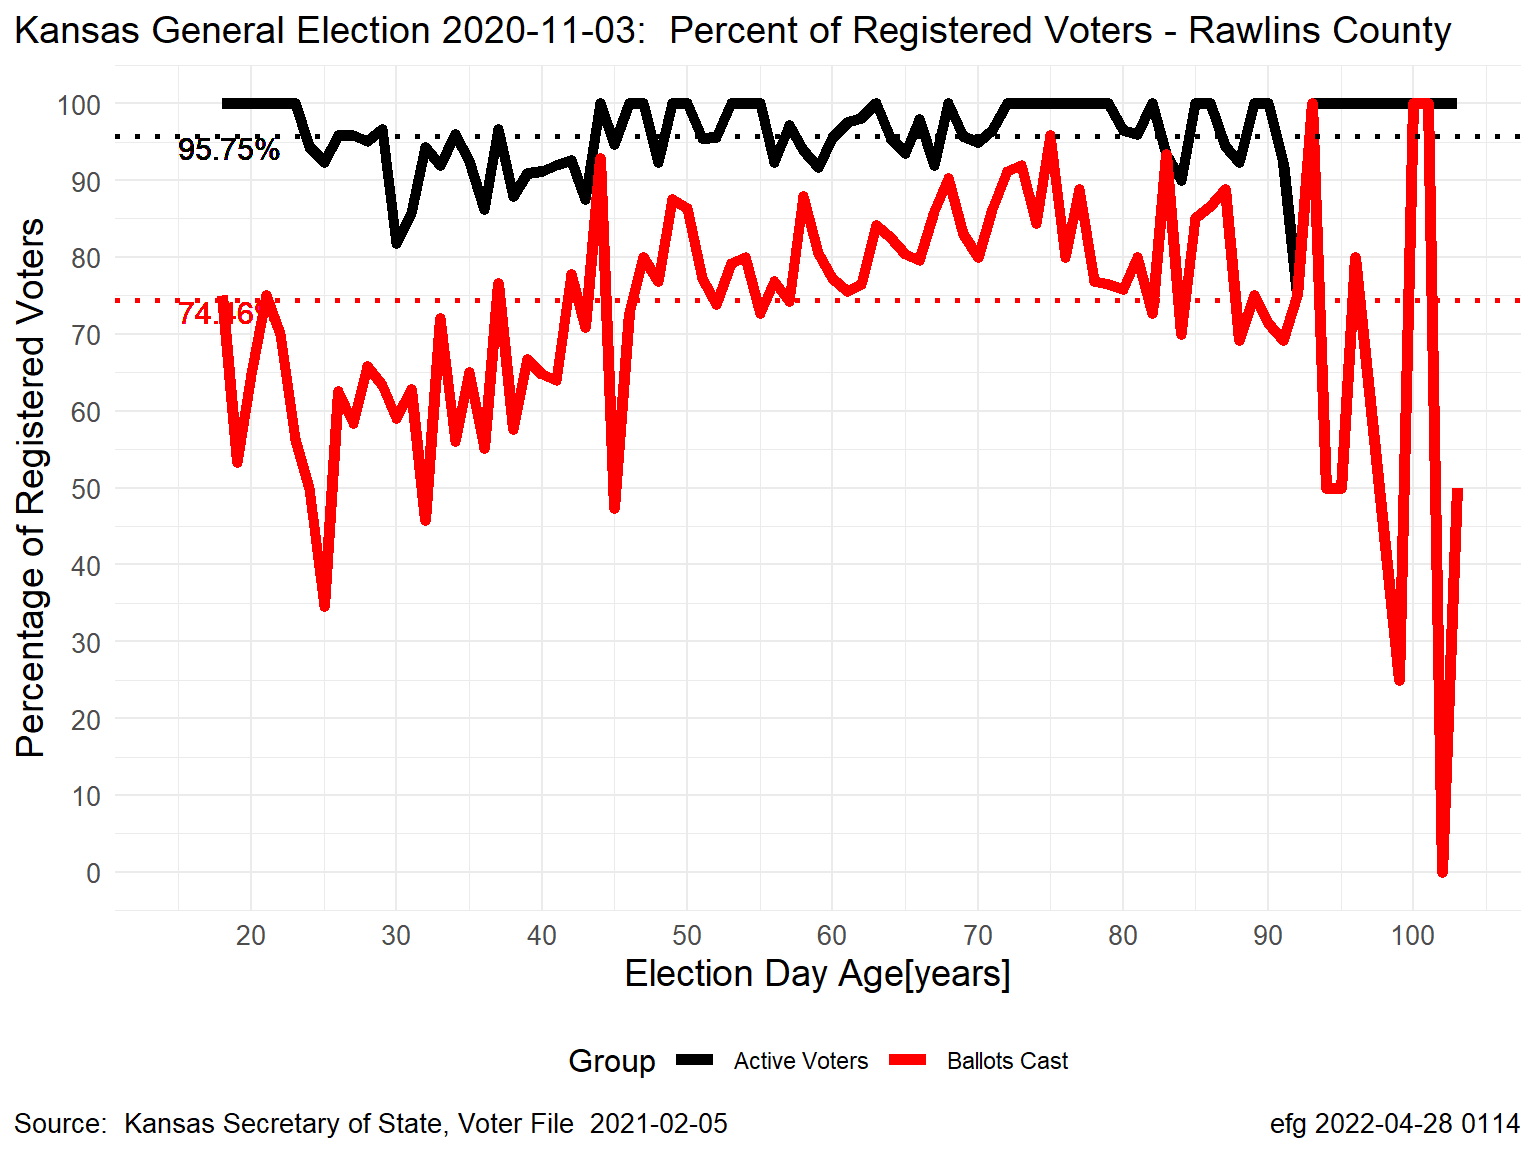 Kansas General Election 2020-11-03:  Percent of Registered Voters - Rawlins County
Percentage of Registered Voters
100
90
80
70
60
50
40
30
20
10
0
95.75%
74.46%
20 30 40 50 60 70 80 90 100
Election Day Age[years]
Group Active Voters Ballots Cast
Source:  Kansas Secretary of State, Voter File  2021-02-05
efg 2022-04-28 0114